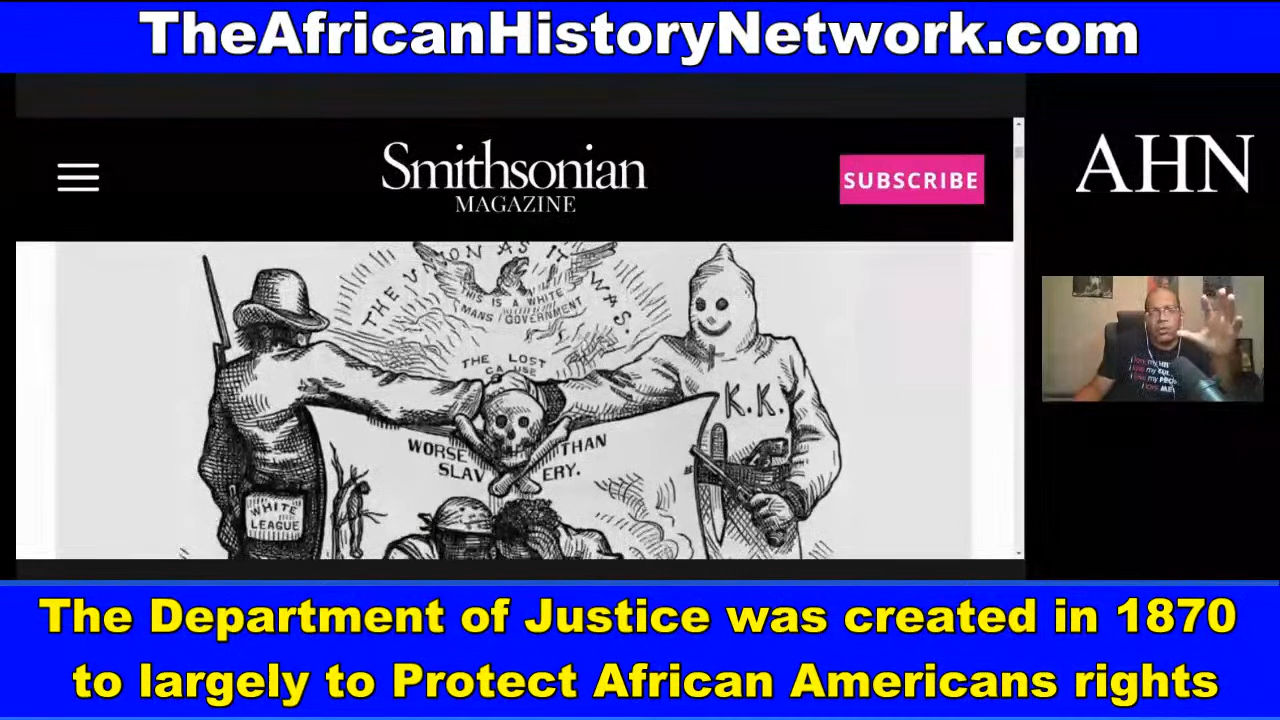 TheAfricanHistoryNetwork.com
Smithsonian
MAGAZINE
SUBSCRIBE
AHN
THE UNION AS IT WAS.
THIS IS A WHITE
MANS GOVERNMENT
THE LOST
CAUSE
WORSE THAN
SLAVERY.
K.K.
WHITE
LEAGUE
The Department of Justice was created in 1870
to largely to Protect African Americans rights